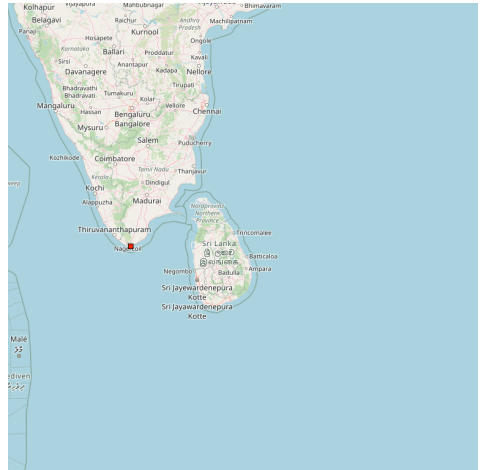 Kolhapur
Belagavi
Raichur
Andhra
Pradesh
Bhimavaram
Machilipatnam
Panaji
Kurnool
Hosapete
Ongole
Karnataka
Ballari
Proddatur
Kavali
Sirsi
Anantapur
Davanagere
Kadapa
Nellore
Bhadravathi
Bhadravati
Tumakuru
Tirupati
Kolar
Mangaluru
Hassan
Vellore
Chennai
Bengaluru
Bangalore
Mysuru
Salem
Puducherry
Kozhikode
Coimbatore
Tamil Nadu
Thanjavur
Kerala
Dindigul
Kochi
Alappuzha
Madurai
Nordprovinz
Northern
Province
Thiruvananthapuram
Trincomalee
Sri Lanka
ශ්‍රී ලංකාව
இலங்கை
Batticaloa
Negombo
Badulla
Ampara
Sri Jayewardenepura
Kotte
Sri Jayawardenepura
Kotte
Malé